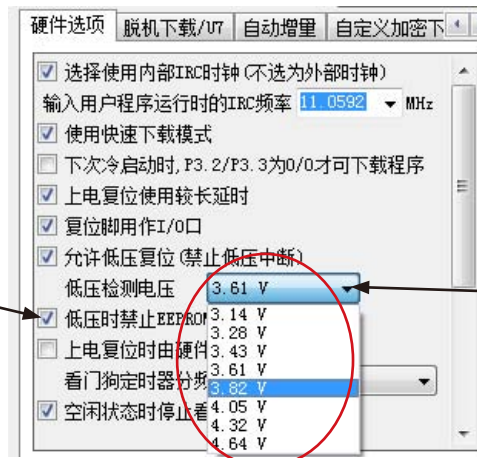 硬件选项 脱机下载/U7 自动增量 自定义加密下
选择使用内部IRC时钟(不选为外部时钟)
输入用户程序运行时的IRC频率 11.0592 MHz
使用快速下载模式
下次冷启动时,P3.2/P3.3为0/0才可下载程序
上电复位使用较长延时
复位脚用作I/O口
允许低压复位(禁止低压中断)
低压检测电压 3.61 V
低压时禁止EEPROM 3.14 V
3.28 V
上电复位时由硬件 3.43 V
3.61 V
看门狗定时器分频 3.82 V
4.05 V
空闲状态时停止看 4.32 V
4.64 V